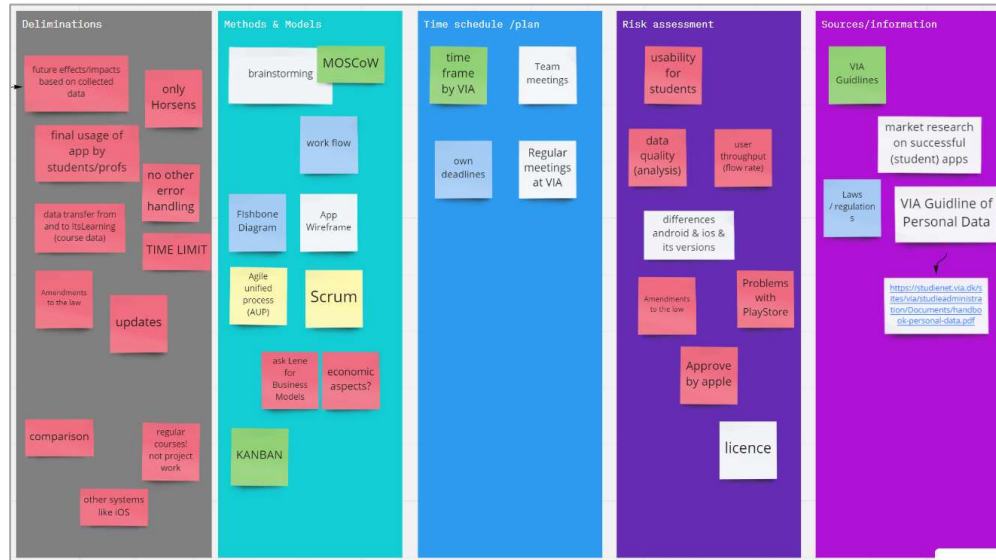 Deliminations
future effects/impacts
based on collected
data
only
Horsens
final usage of
app by
students/profs
no other
error
handling
data transfer from
and to ItsLearning
(course data)
TIME LIMIT
Amendments
to the law
updates
comparison
regular
courses!
not project
work
other systems
like iOS
Methods & Models
brainstorming
MOSCoW
work flow
FIshbone
Diagram
App
Wireframe
Agile
unified
process
(AUP)
Scrum
ask Lene
for
Business
Models
economic
aspects?
KANBAN
Time schedule /plan
time
frame
by VIA
Team
meetings
own
deadlines
Regular
meetings
at VIA
Risk assessment
usability
for
students
data
quality
(analysis)
user
throughput
(flow rate)
differences
android & ios &
its versions
Amendments
to the law
Problems
with
PlayStore
Approve
by apple
licence
Sources/information
VIA
Guidlines
market research
on successful
(student) apps
Laws
/ regulation
s
VIA Guidline of
Personal Data
https://studienet.via.dk/s
ites/via/studieadministra
tion/Documents/handbo
ok-personal-data.pdf